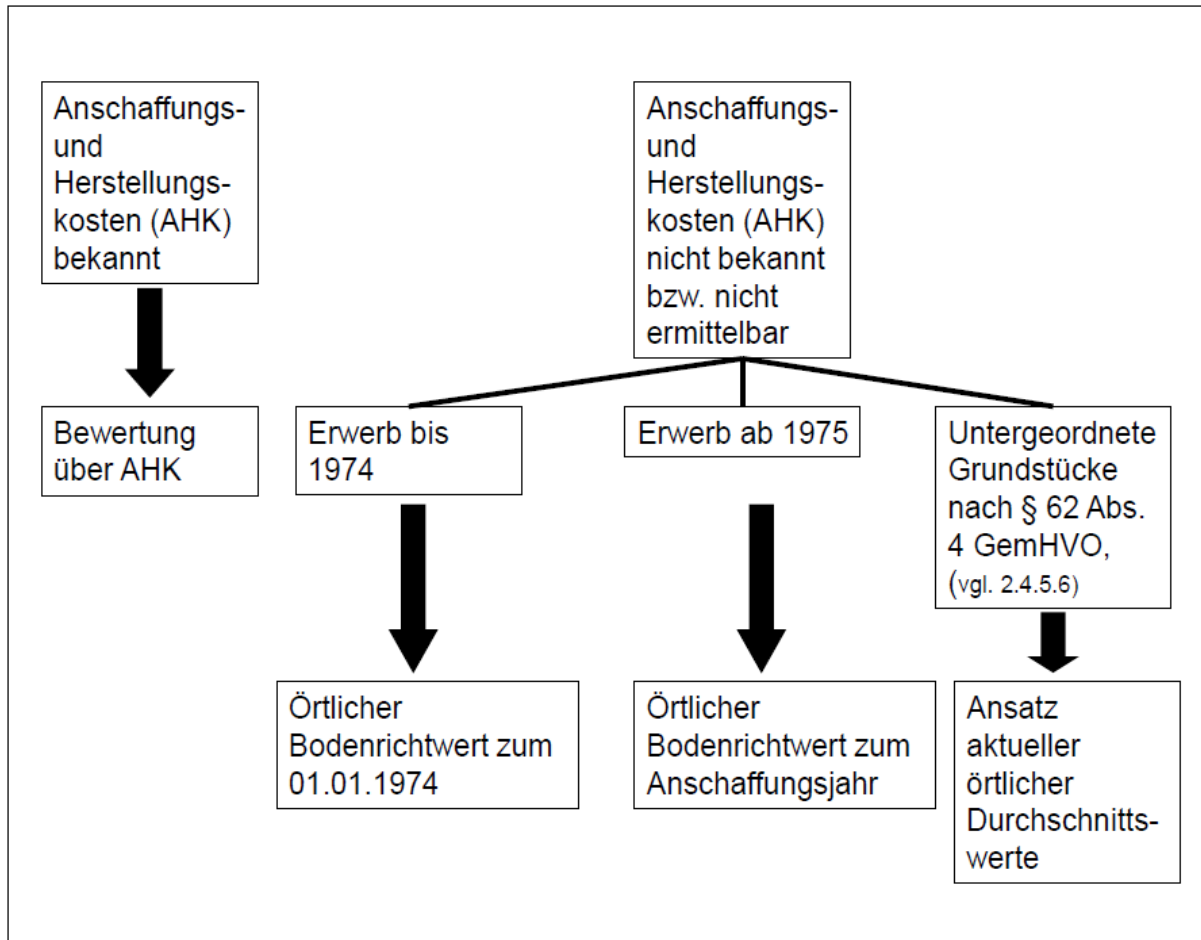 Anschaffungs-
und
Herstellungs-
kosten (AHK)
bekannt
Anschaffungs-
und
Herstellungs-
kosten (AHK)
nicht bekannt
bzw. nicht
ermittelbar
Bewertung
über AHK
Erwerb bis
1974
Erwerb ab 1975
Untergeordnete
Grundstücke
nach § 62 Abs.
4 GemHVO,
(vgl. 2.4.5.6)
Örtlicher
Bodenrichtwert zum
01.01.1974
Örtlicher
Bodenrichtwert zum
Anschaffungsjahr
Ansatz
aktueller
örtlicher
Durchschnitts-
werte